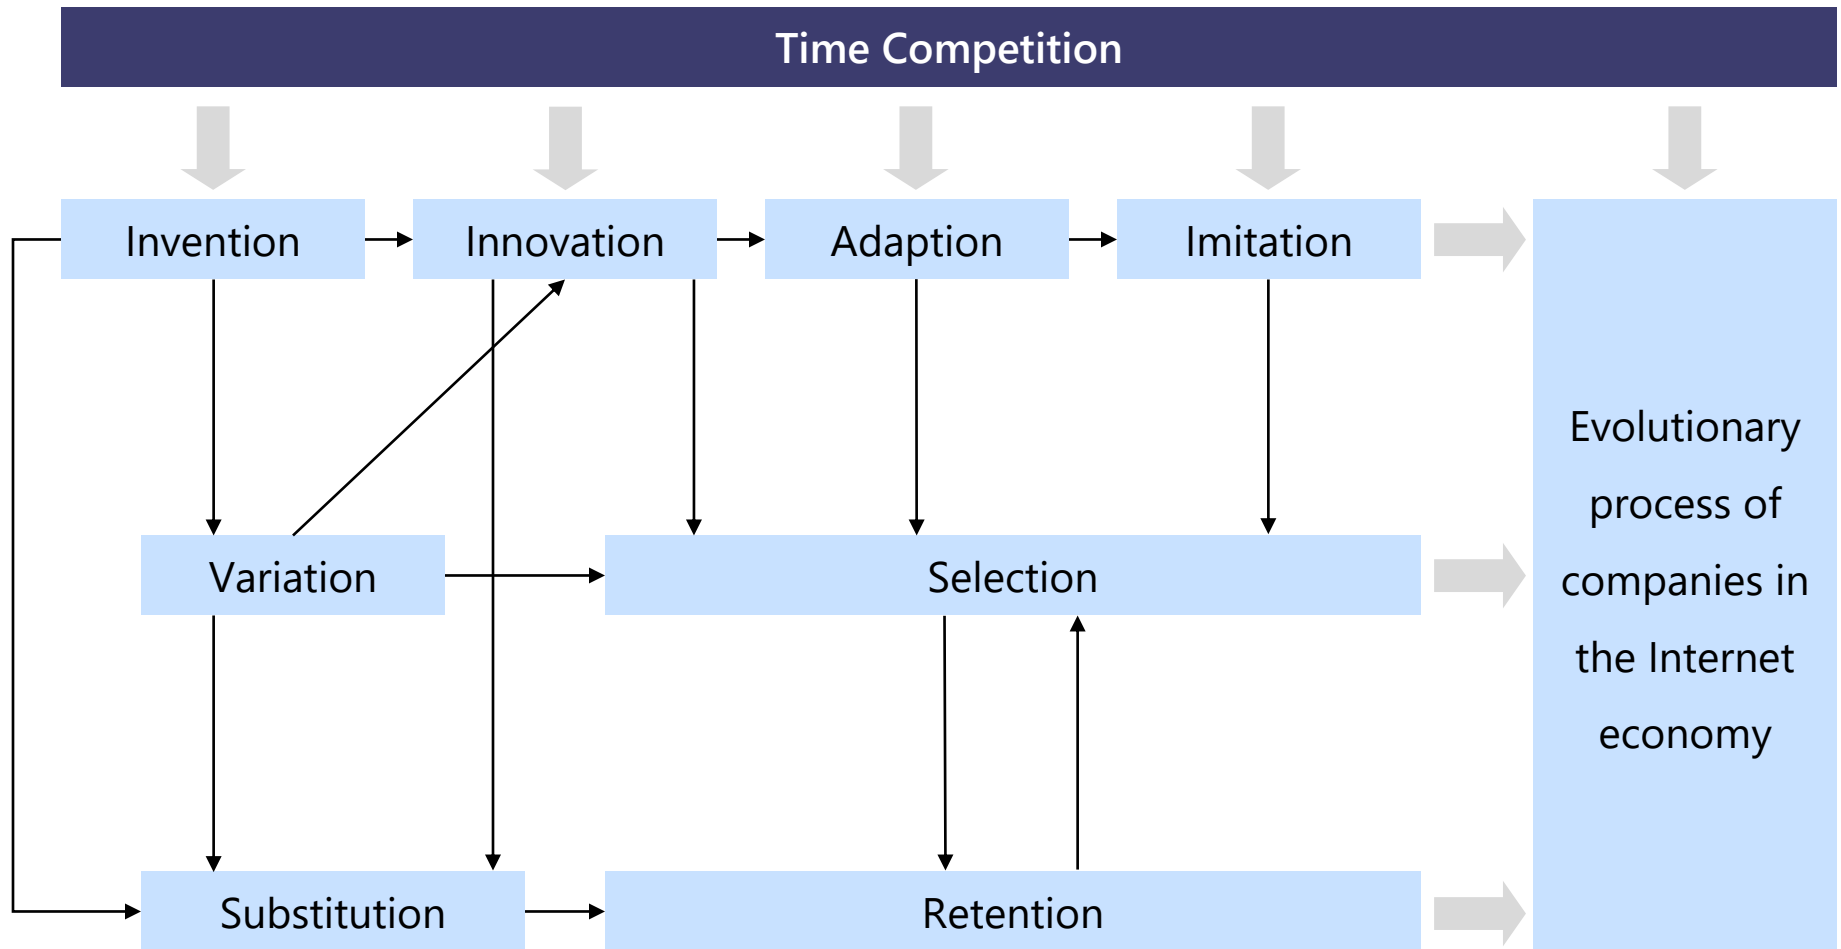 Time Competition
Invention
Innovation
Adaption
Imitation
Variation
Selection
Substitution
Retention
Evolutionary
process of
companies in
the Internet
economy